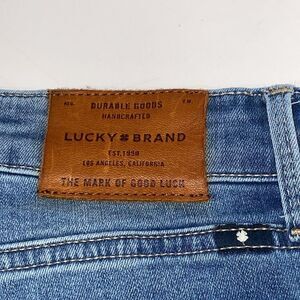 DURABLE GOODS
HANDCRAFTED
LUCKY BRAND
EST. 1990
LOS ANGELES, CALIFORNIA
THE MARK OF GOOD LUCK